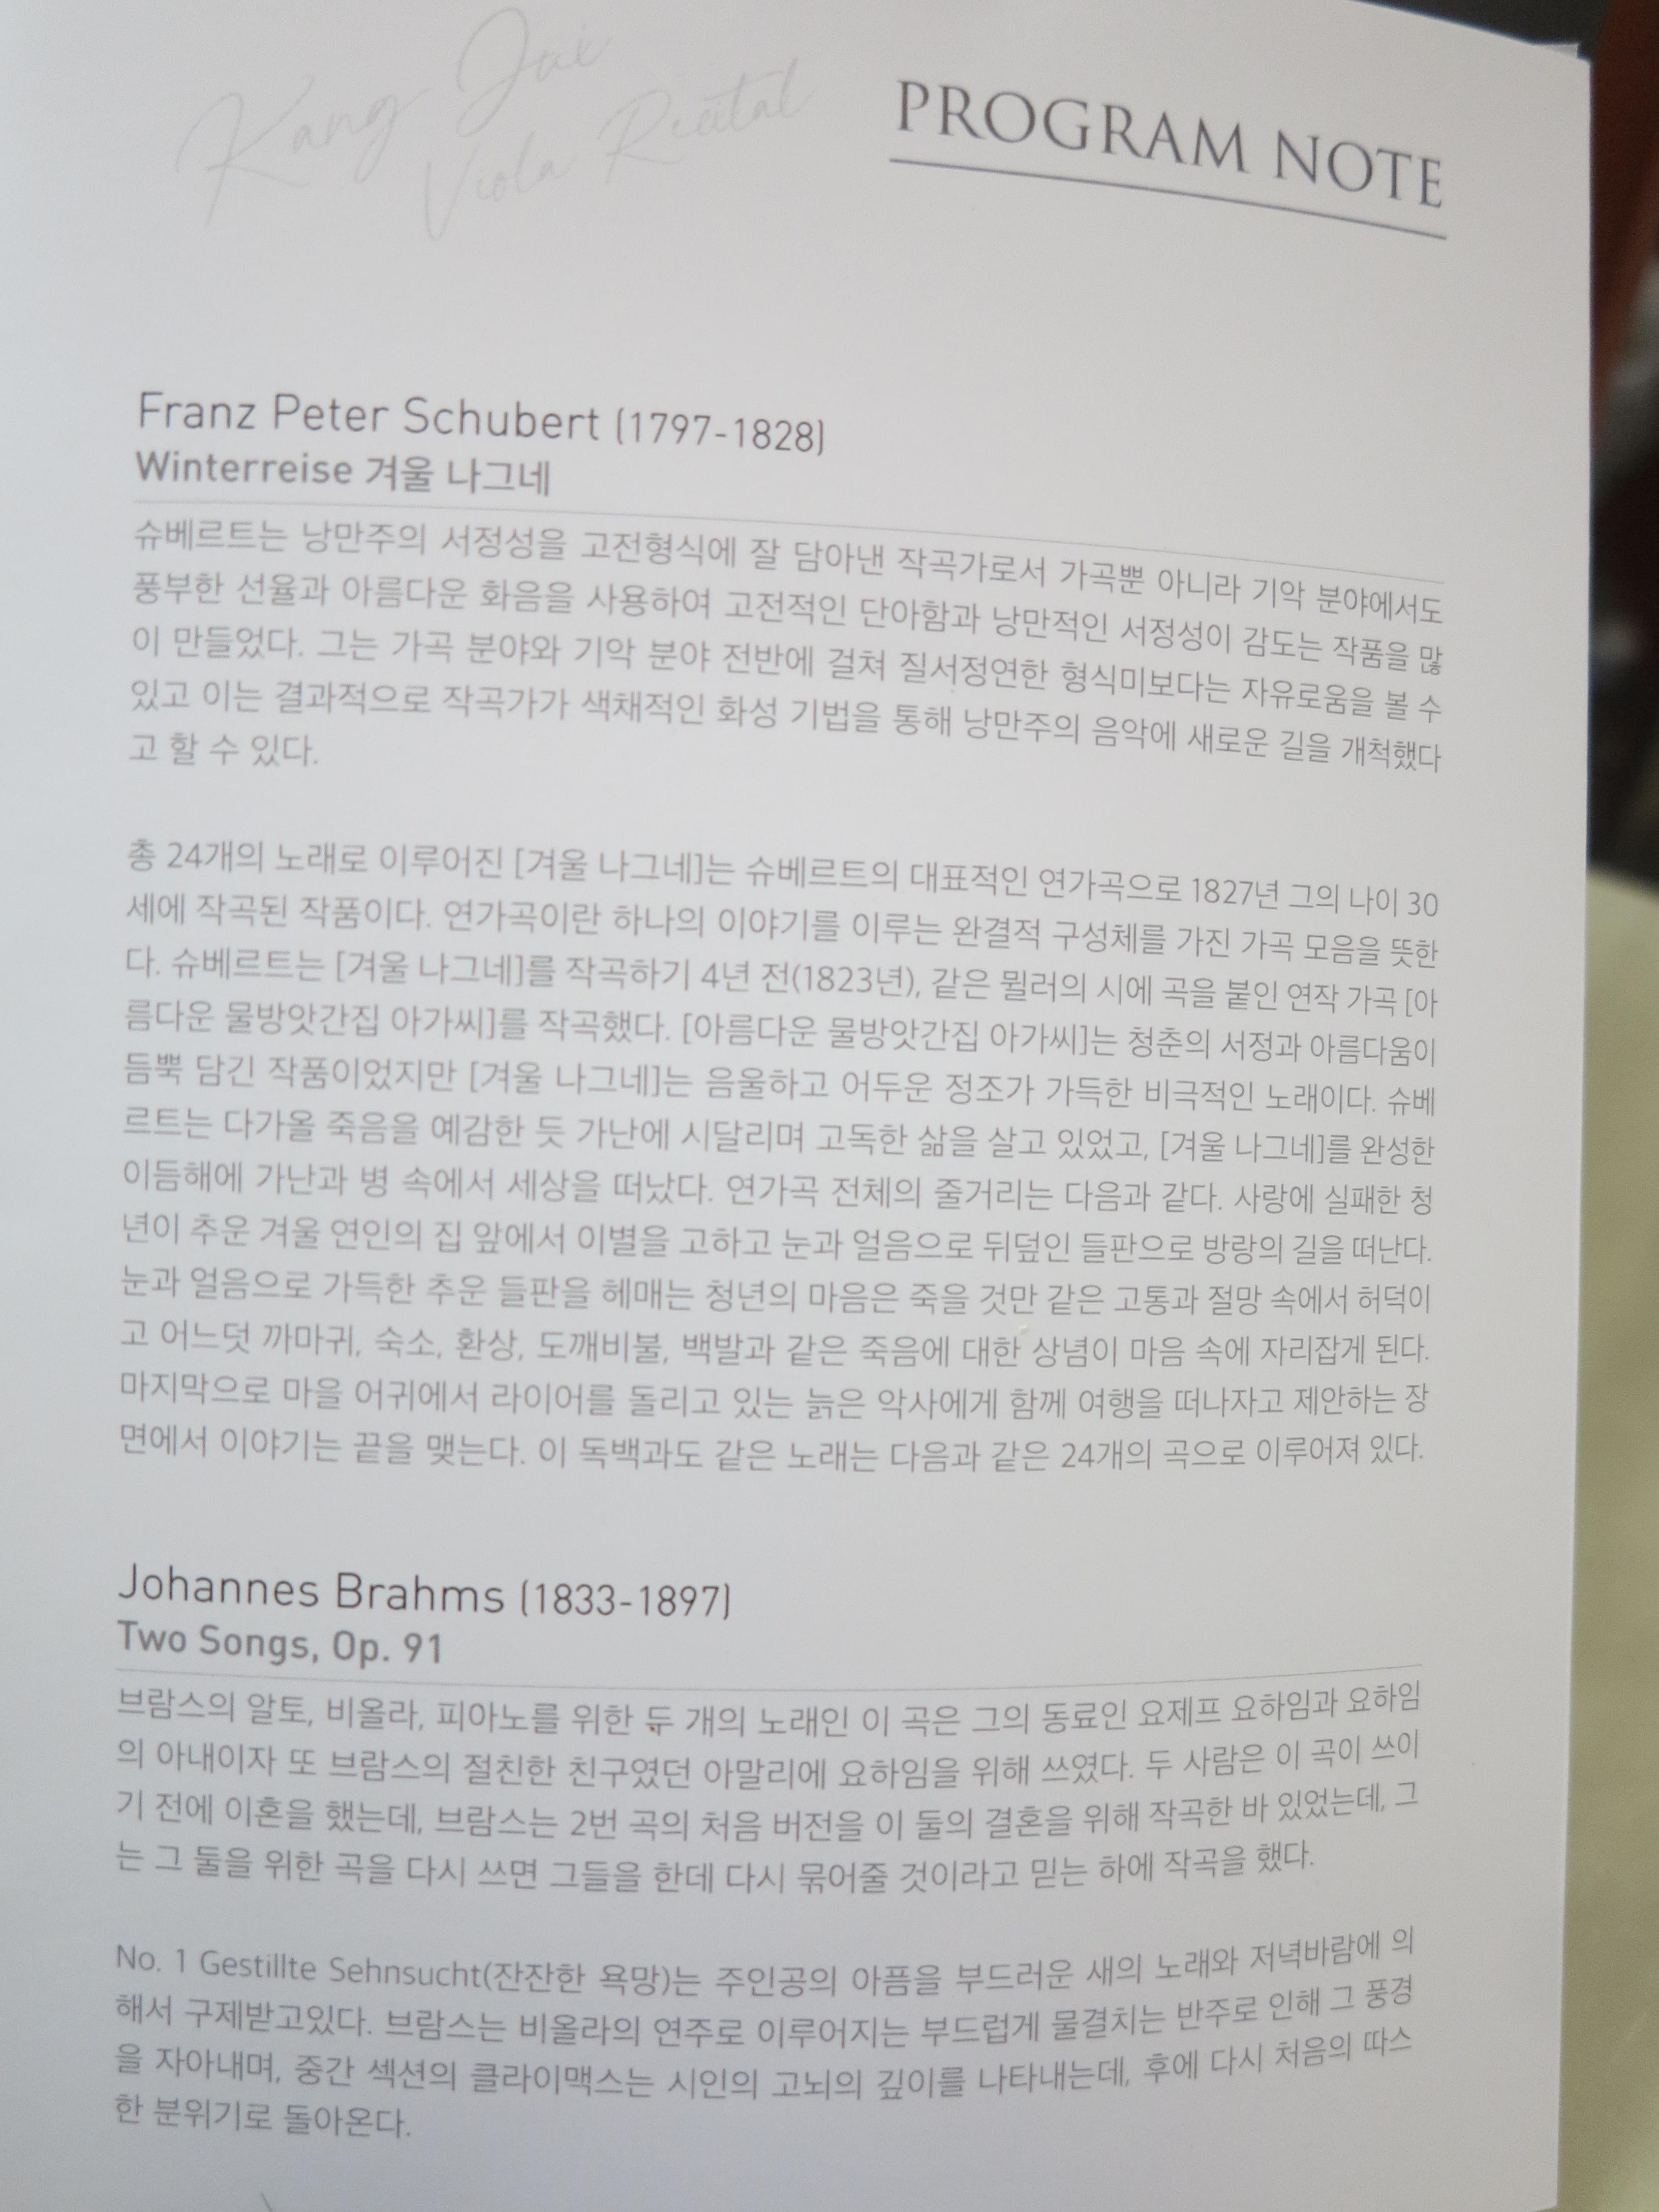 Kang Jui
Viola Recital
PROGRAM NOTE
Franz Peter Schubert (1797-1828)
Winterreise 겨울 나그네
슈베르트는 낭만주의 서정성을 고전형식에 잘 담아낸 작곡가로서 가곡뿐 아니라 기악 분야에서도
풍부한 선율과 아름다운 화음을 사용하여 고전적인 단아함과 낭만적인 서정성이 감도는 작품을 많
이 만들었다. 그는 가곡 분야와 기악 분야 전반에 걸쳐 질서정연한 형식미보다는 자유로움을 볼 수
있고 이는 결과적으로 작곡가가 색채적인 화성 기법을 통해 낭만주의 음악에 새로운 길을 개척했다
고 할 수 있다.
총 24개의 노래로 이루어진 [겨울 나그네]는 슈베르트의 대표적인 연가곡으로 1827년 그의 나이 30
세에 작곡된 작품이다. 연가곡이란 하나의 이야기를 이루는 완결적 구성체를 가진 가곡 모음을 뜻한
다. 슈베르트는 [겨울 나그네]를 작곡하기 4년 전(1823년), 같은 뮐러의 시에 곡을 붙인 연작 가곡 [아
름다운 물방앗간집 아가씨]를 작곡했다. [아름다운 물방앗간집 아가씨]는 청춘의 서정과 아름다움이
듬뿍 담긴 작품이었지만 [겨울 나그네]는 음울하고 어두운 정조가 가득한 비극적인 노래이다. 슈베
르트는 다가올 죽음을 예감한 듯 가난에 시달리며 고독한 삶을 살고 있었고, [겨울 나그네]를 완성한
이듬해에 가난과 병 속에서 세상을 떠났다. 연가곡 전체의 줄거리는 다음과 같다. 사랑에 실패한 청
년이 추운 겨울 연인의 집 앞에서 이별을 고하고 눈과 얼음으로 뒤덮인 들판으로 방랑의 길을 떠난다.
눈과 얼음으로 가득한 추운 들판을 헤매는 청년의 마음은 죽을 것만 같은 고통과 절망 속에서 허덕이
고 어느덧 까마귀, 숙소, 환상, 도깨비불, 백발과 같은 죽음에 대한 상념이 마음 속에 자리잡게 된다.
마지막으로 마을 어귀에서 라이어를 돌리고 있는 늙은 악사에게 함께 여행을 떠나자고 제안하는 장
면에서 이야기는 끝을 맺는다. 이 독백과도 같은 노래는 다음과 같은 24개의 곡으로 이루어져 있다.
Johannes Brahms (1833-1897)
Two Songs, Op. 91
브람스의 알토, 비올라, 피아노를 위한 두 개의 노래인 이 곡은 그의 동료인 요제프 요하임과 요하임
의 아내이자 또 브람스의 절친한 친구였던 아말리에 요하임을 위해 쓰였다. 두 사람은 이 곡이 쓰이
기 전에 이혼을 했는데, 브람스는 2번 곡의 처음 버전을 이 둘의 결혼을 위해 작곡한 바 있었는데, 그
는 그 둘을 위한 곡을 다시 쓰면 그들을 한데 다시 묶어줄 것이라고 믿는 하에 작곡을 했다.
No. 1 Gestillte Sehnsucht(잔잔한 욕망)는 주인공의 아픔을 부드러운 새의 노래와 저녁바람에 의
해서 구제받고있다. 브람스는 비올라의 연주로 이루어지는 부드럽게 물결치는 반주로 인해 그 풍경
을 자아내며, 중간 섹션의 클라이맥스는 시인의 고뇌의 깊이를 나타내는데, 후에 다시 처음의 따스
한 분위기로 돌아온다.